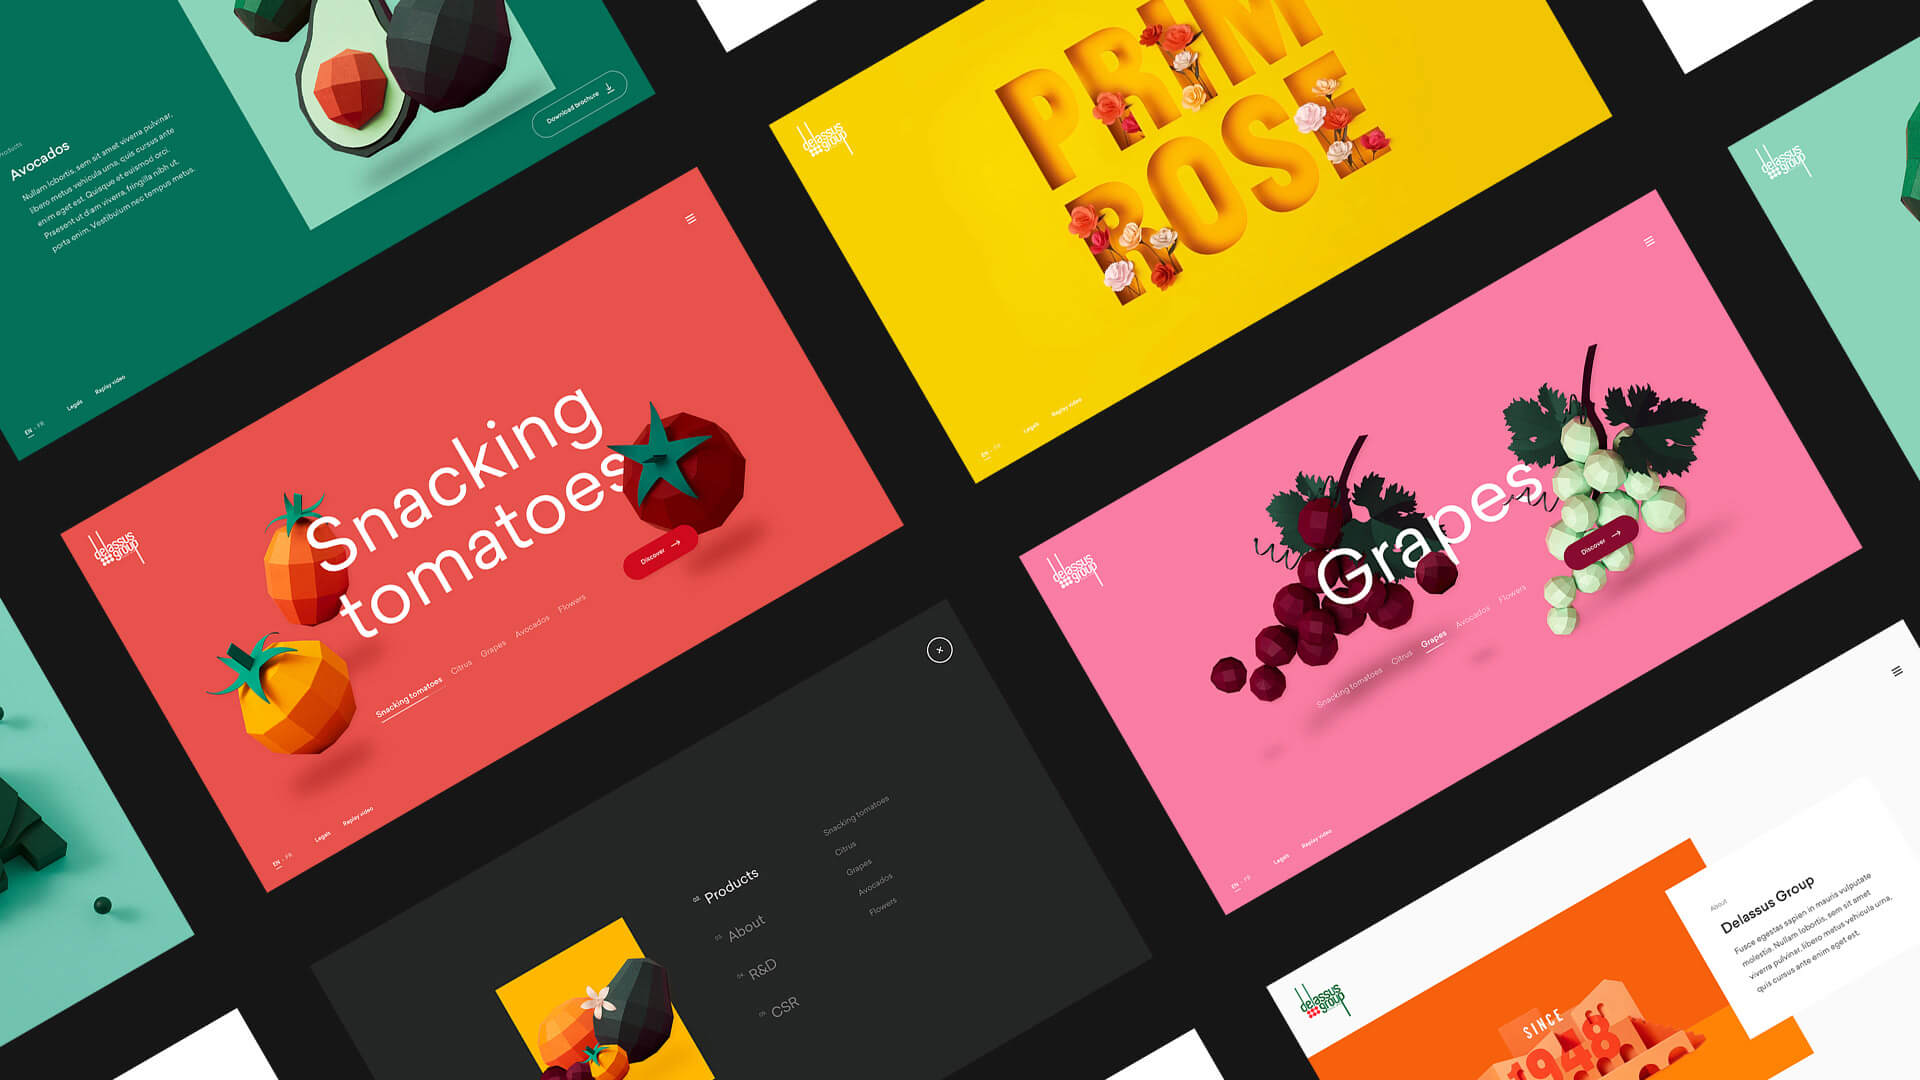 Products
Avocados
Nullam lobortis, sem sit amet viverra pulvinar,
libero metus vehicula urna, quis cursus ante
enim eget est. Quisque et euismod orci.
Praesent ut diam viverra, fringilla nibh ut,
porta enim. Vestibulum nec tempus metus.
Download brochure
EN - FR
Legals
Replay video
delassus
group
Snacking
tomatoes
Discover
Snacking tomatoes
Citrus
Grapes
Avocados
Flowers
EN - FR
Legals
Replay video
delassus
group
PRIM
ROSE
EN - FR
Legals
Replay video
delassus
group
Grapes
Discover
Snacking tomatoes
Citrus
Grapes
Avocados
Flowers
EN - FR
Legals
Replay video
delassus
group
Products
About
R&D
CSR
Snacking tomatoes
Citrus
Grapes
Avocados
Flowers
delassus
group
SINCE
1948
About
Delassus Group
Fusce egestas sapien in mauris vulputate
molestie. Nullam lobortis, sem sit amet
viverra pulvinar, libero metus vehicula urna,
quis cursus ante enim eget est.